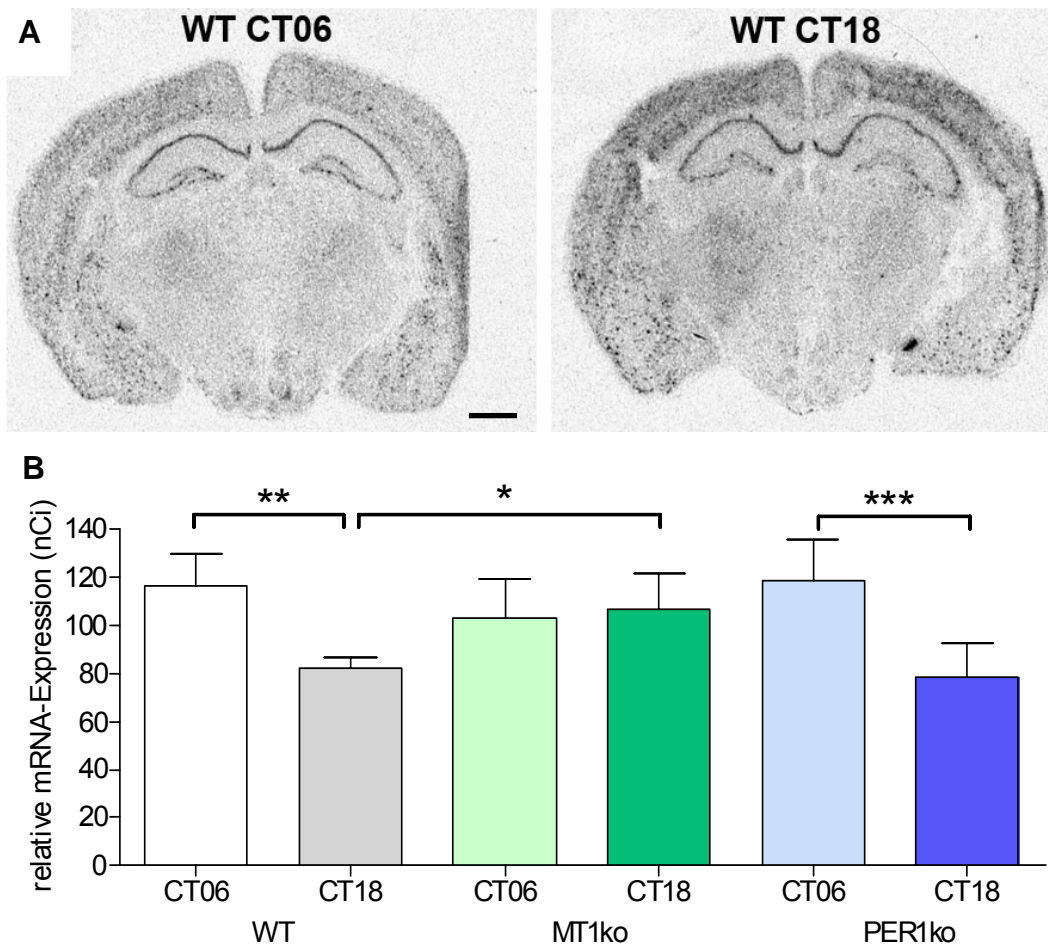 A
WT CT06
WT CT18
B
relative mRNA-Expression (nCi)
140
120
100
80
60
40
20
0
**
*
***
CT06
CT18
CT06
CT18
CT06
CT18
WT
MT1ko
PER1ko